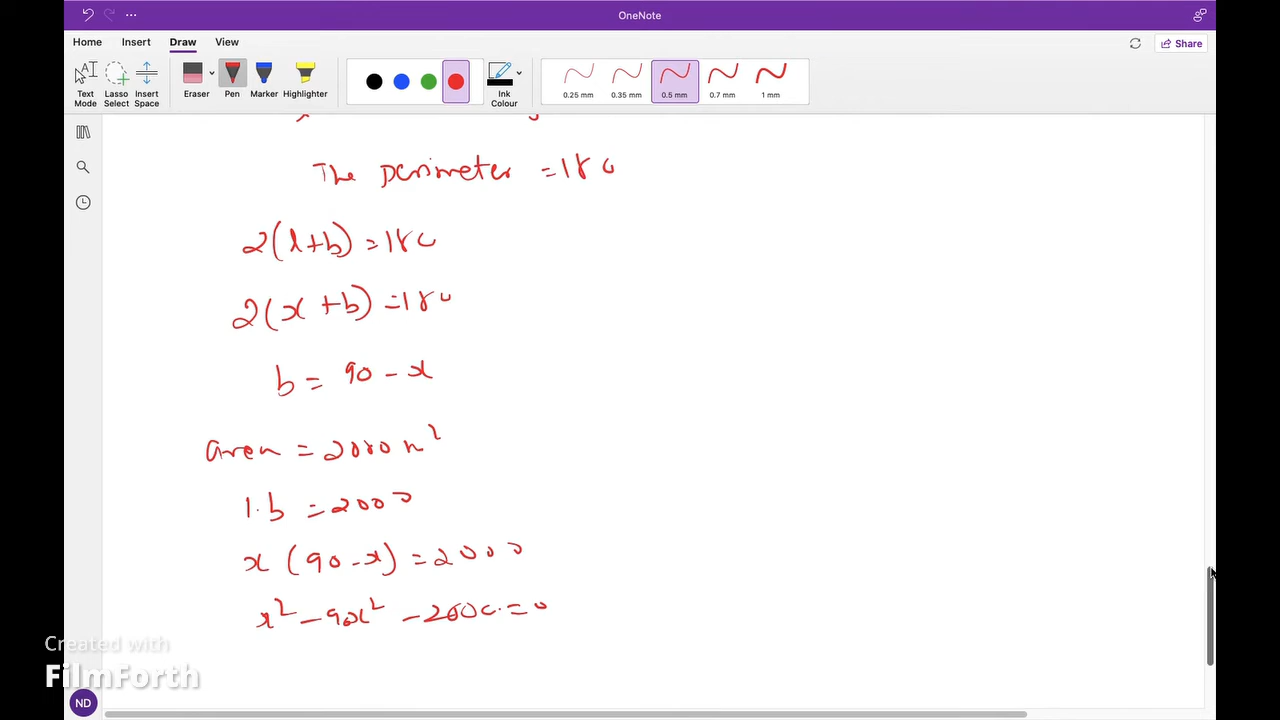 OneNote
Home Insert Draw View
Share
Text Mode Lasso Select Insert Space Eraser Pen Marker Highlighter Ink Colour 0.25 mm 0.35 mm 0.5 mm 0.7 mm 1 mm
The perimeter = 180
2(l+b) = 180
2(x+b) = 180
b = 90 - x
area = 2000 m²
l.b = 2000
x (90 - x) = 2000
x² - 90x² - 2000 = 0
Created with
FilmForth
ND